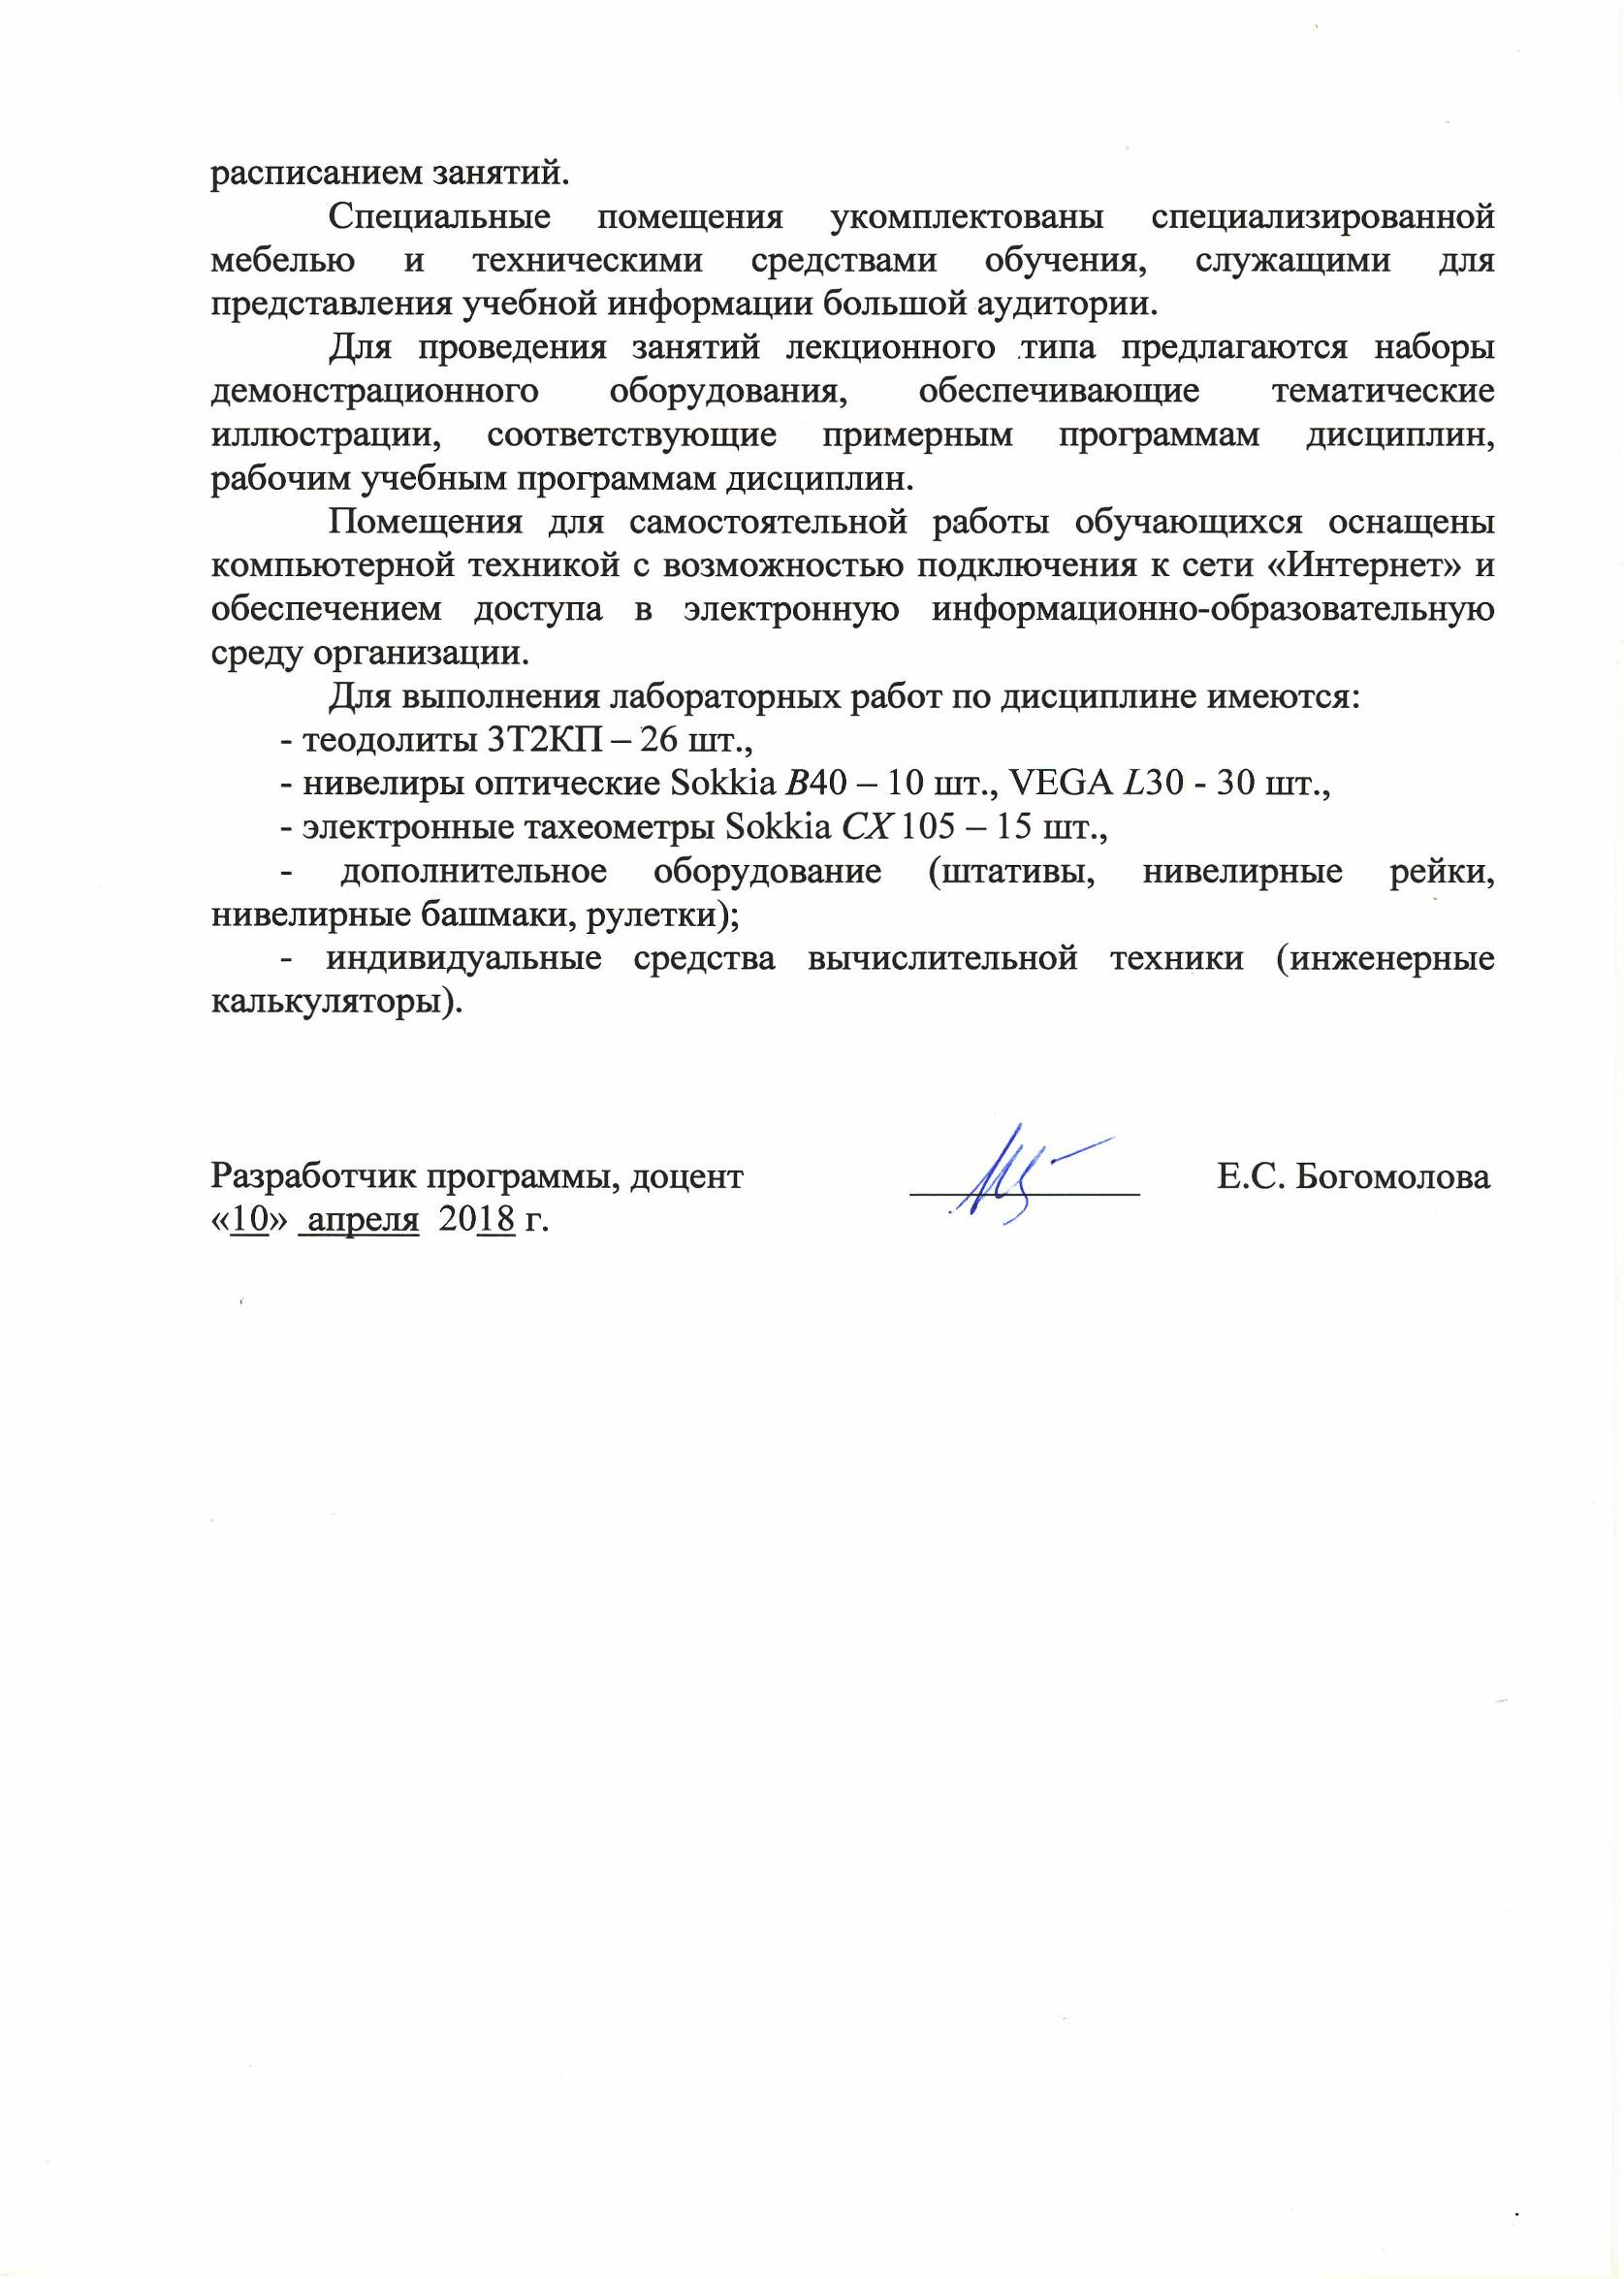 расписанием занятий.
Специальные помещения укомплектованы специализированной
мебелью и техническими средствами обучения, служащими для
представления учебной информации большой аудитории.
Для проведения занятий лекционного типа предлагаются наборы
демонстрационного оборудования, обеспечивающие тематические
иллюстрации, соответствующие примерным программам дисциплин,
рабочим учебным программам дисциплин.
Помещения для самостоятельной работы обучающихся оснащены
компьютерной техникой с возможностью подключения к сети «Интернет» и
обеспечением доступа в электронную информационно-образовательную
среду организации.
Для выполнения лабораторных работ по дисциплине имеются:
- теодолиты 3Т2КП – 26 шт.,
- нивелиры оптические Sokkia B40 – 10 шт., VEGA L30 - 30 шт.,
- электронные тахеометры Sokkia CX 105 – 15 шт.,
- дополнительное оборудование (штативы, нивелирные рейки,
нивелирные башмаки, рулетки);
- индивидуальные средства вычислительной техники (инженерные
калькуляторы).
Разработчик программы, доцент Е.С. Богомолова
«10» апреля 2018 г.